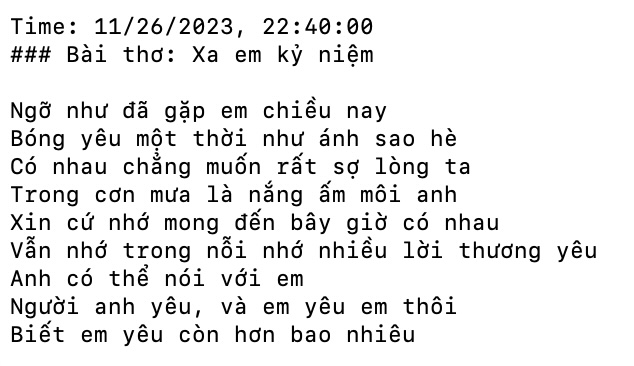 Time: 11/26/2023, 22:40:00
### Bài thơ: Xa em kỷ niệm
Ngỡ như đã gặp em chiều nay
Bóng yêu một thời như ánh sao hè
Có nhau chẳng muốn rất sợ lòng ta
Trong cơn mưa là nắng ấm môi anh
Xin cứ nhớ mong đến bây giờ có nhau
Vẫn nhớ trong nỗi nhớ nhiều lời thương yêu
Anh có thể nói với em
Người anh yêu, và em yêu em thôi
Biết em yêu còn hơn bao nhiêu